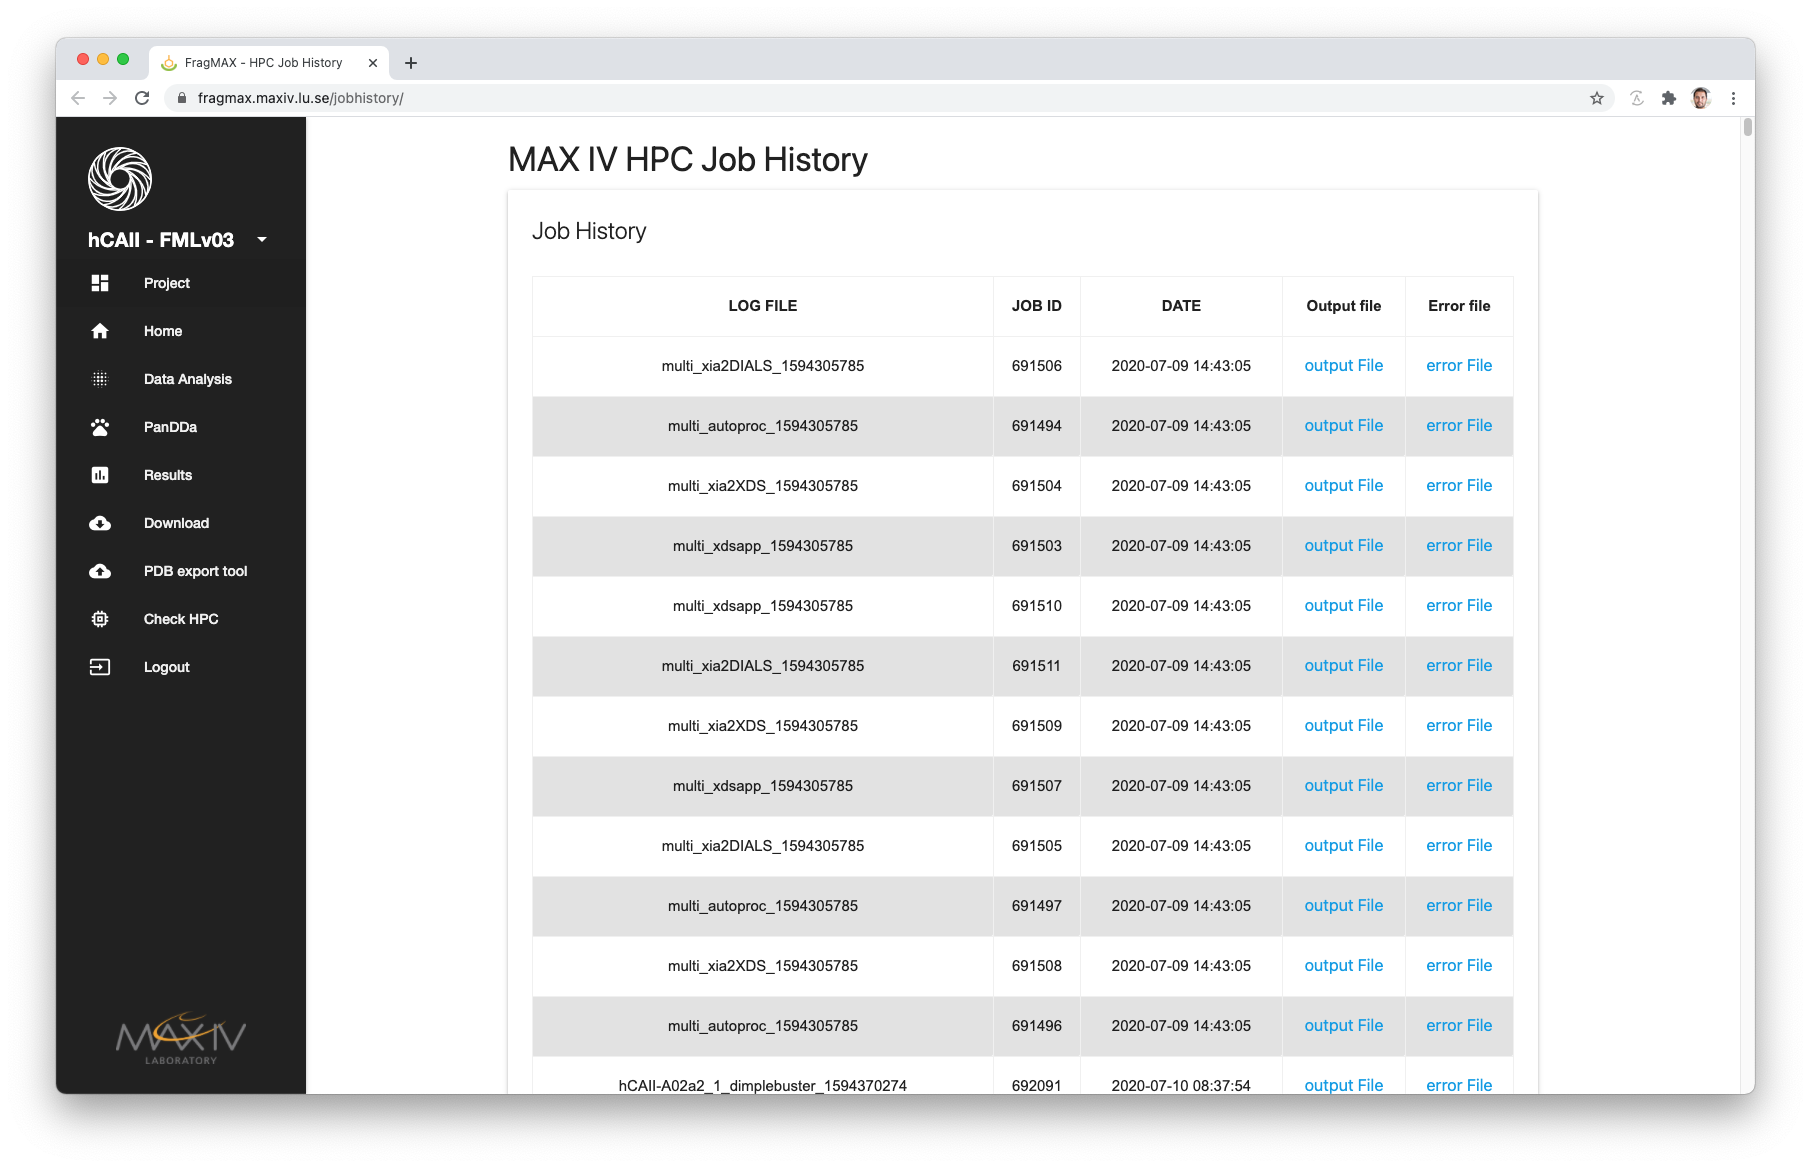 FragMAX - HPC Job History
fragmax.maxiv.lu.se/jobhistory/
hCAII - FMLv03
Project
Home
Data Analysis
PanDDa
Results
Download
PDB export tool
Check HPC
Logout
MAX IV
LABORATORY
MAX IV HPC Job History
Job History
LOG FILE JOB ID DATE Output file Error file
multi_xia2DIALS_1594305785 691506 2020-07-09 14:43:05 output File error File
multi_autoproc_1594305785 691494 2020-07-09 14:43:05 output File error File
multi_xia2XDS_1594305785 691504 2020-07-09 14:43:05 output File error File
multi_xdsapp_1594305785 691503 2020-07-09 14:43:05 output File error File
multi_xdsapp_1594305785 691510 2020-07-09 14:43:05 output File error File
multi_xia2DIALS_1594305785 691511 2020-07-09 14:43:05 output File error File
multi_xia2XDS_1594305785 691509 2020-07-09 14:43:05 output File error File
multi_xdsapp_1594305785 691507 2020-07-09 14:43:05 output File error File
multi_xia2DIALS_1594305785 691505 2020-07-09 14:43:05 output File error File
multi_autoproc_1594305785 691497 2020-07-09 14:43:05 output File error File
multi_xia2XDS_1594305785 691508 2020-07-09 14:43:05 output File error File
multi_autoproc_1594305785 691496 2020-07-09 14:43:05 output File error File
hCAII-A02a2_1_dimplebuster_1594370274 692091 2020-07-10 08:37:54 output File error File